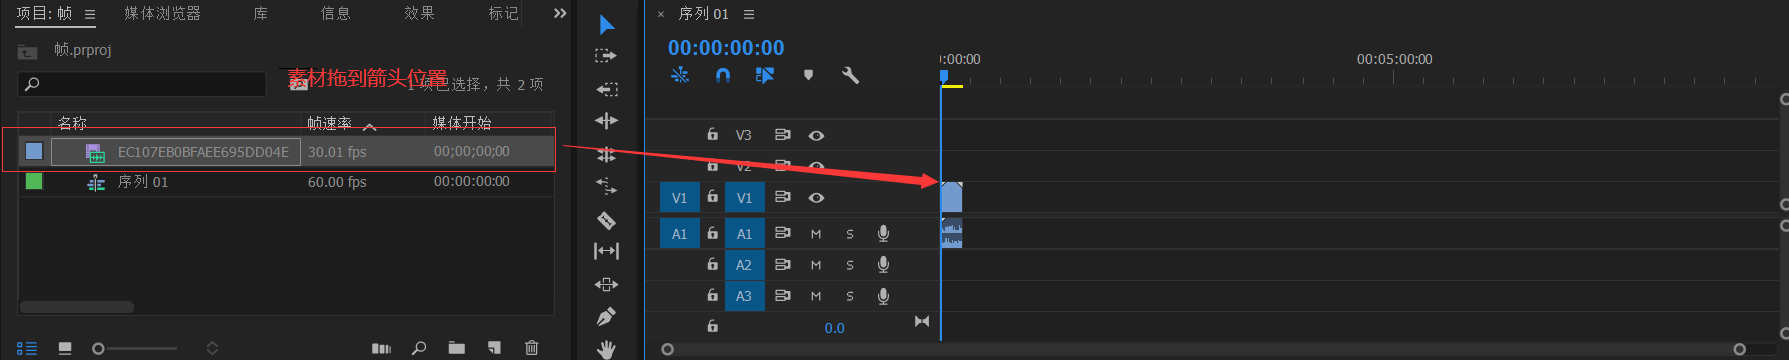 项目: 帧 媒体浏览器 库 信息 效果 标记
帧.prproj
素材拖到箭头位置
1 项已选择，共 2 项
名称 帧速率 媒体开始
EC107EB0BFAEE695DD04E 30.01 fps 00;00;00;00
序列 01 60.00 fps 00:00:00:00
× 序列 01
00:00:00:00
:00:00 00:05:00:00
V3
V2
V1 V1
A1 A1 M S
A2 M S
A3 M S
0.0